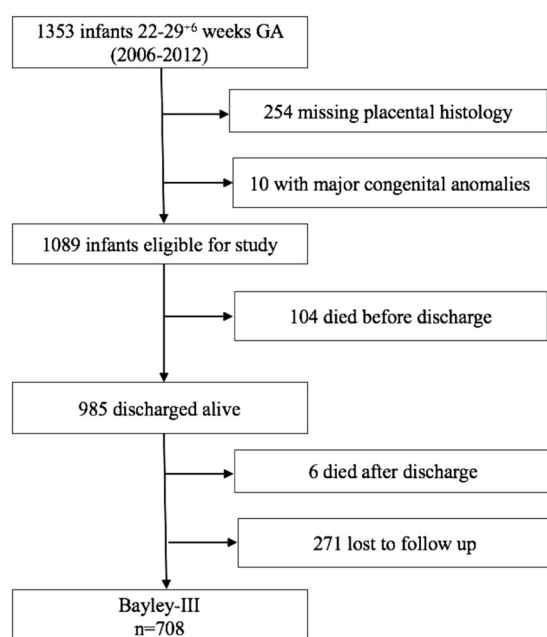 1353 infants 22-29⁺⁶ weeks GA
(2006-2012)
254 missing placental histology
10 with major congenital anomalies
1089 infants eligible for study
104 died before discharge
985 discharged alive
6 died after discharge
271 lost to follow up
Bayley-III
n=708